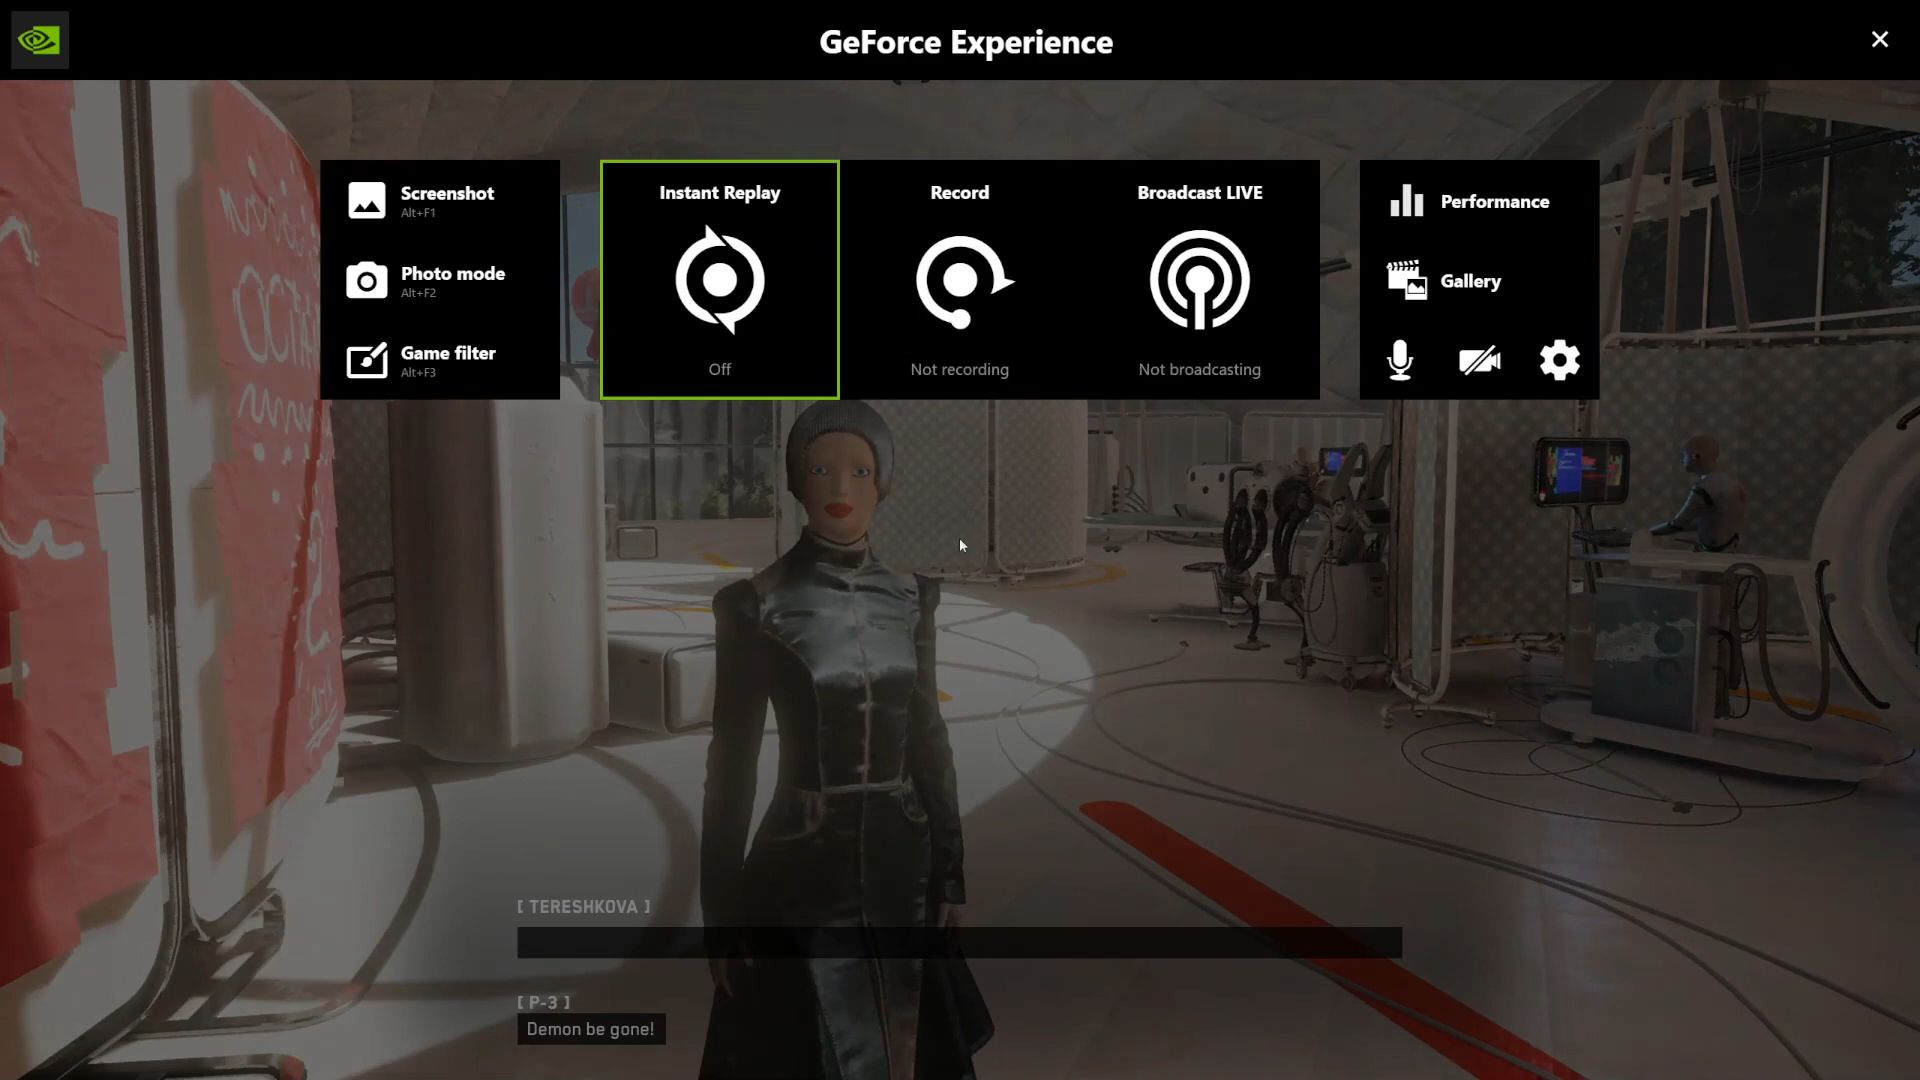 GeForce Experience
Screenshot
Alt+F1
Photo mode
Alt+F2
Game filter
Alt+F3
Instant Replay
Off
Record
Not recording
Broadcast LIVE
Not broadcasting
Performance
Gallery
[ TERESHKOVA ]
[ P-3 ]
Demon be gone!